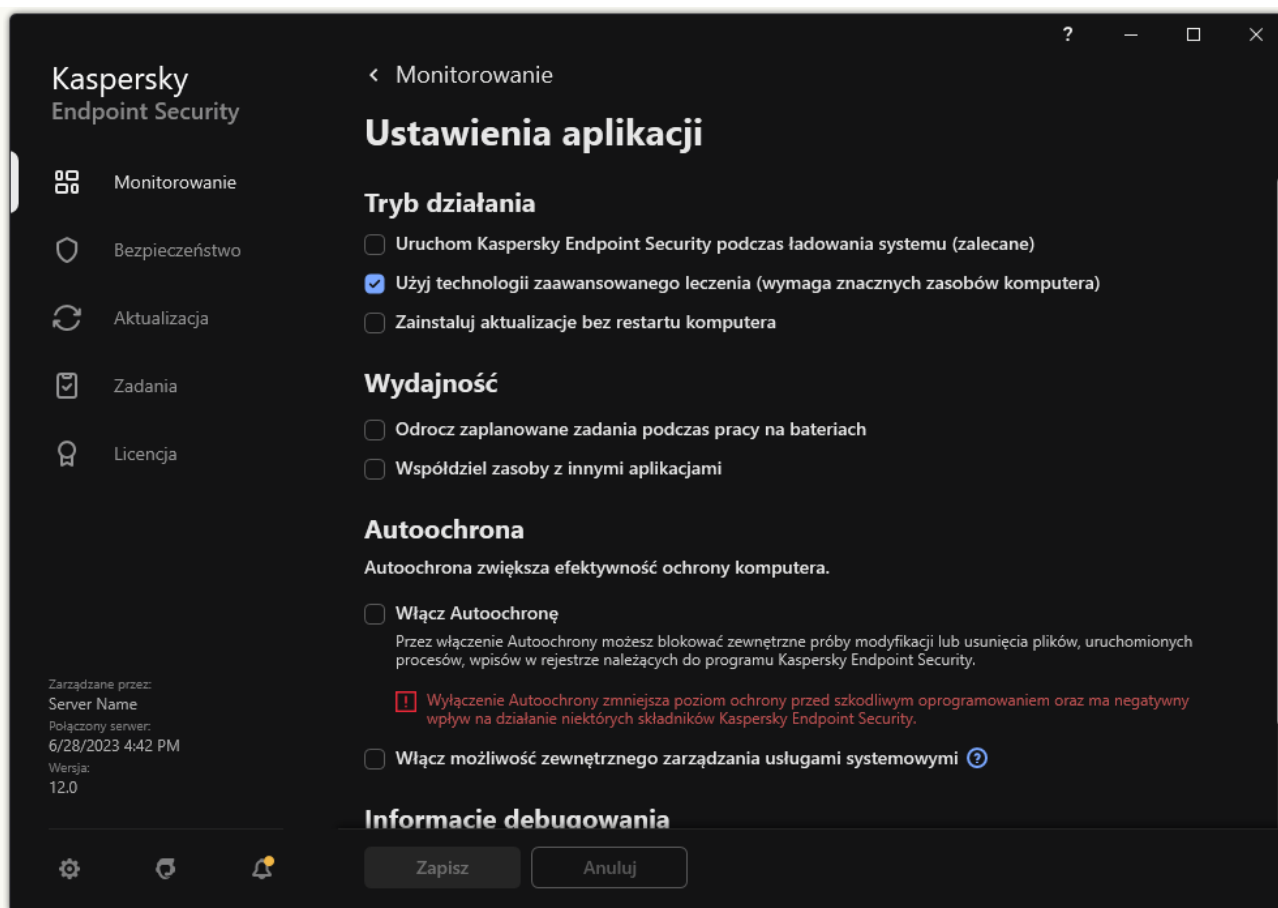 ?
Kaspersky
Endpoint Security
Monitorowanie
Bezpieczeństwo
Aktualizacja
Zadania
Licencja
Zarządzane przez:
Server Name
Połączony serwer:
6/28/2023 4:42 PM
Wersja:
12.0
Monitorowanie
Ustawienia aplikacji
Tryb działania
Uruchom Kaspersky Endpoint Security podczas ładowania systemu (zalecane)
Użyj technologii zaawansowanego leczenia (wymaga znacznych zasobów komputera)
Zainstaluj aktualizacje bez restartu komputera
Wydajność
Odrocz zaplanowane zadania podczas pracy na bateriach
Współdziel zasoby z innymi aplikacjami
Autoochrona
Autoochrona zwiększa efektywność ochrony komputera.
Włącz Autoochronę
Przez włączenie Autoochrony możesz blokować zewnętrzne próby modyfikacji lub usunięcia plików, uruchomionych
procesów, wpisów w rejestrze należących do programu Kaspersky Endpoint Security.
Wyłączenie Autoochrony zmniejsza poziom ochrony przed szkodliwym oprogramowaniem oraz ma negatywny
wpływ na działanie niektórych składników Kaspersky Endpoint Security.
Włącz możliwość zewnętrznego zarządzania usługami systemowymi ?
Informacje debugowania
Zapisz
Anuluj